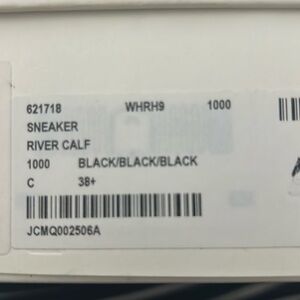 621718 WHRH9 1000
SNEAKER
RIVER CALF
1000 BLACK/BLACK/BLACK
C 38+
JCMQ002506A